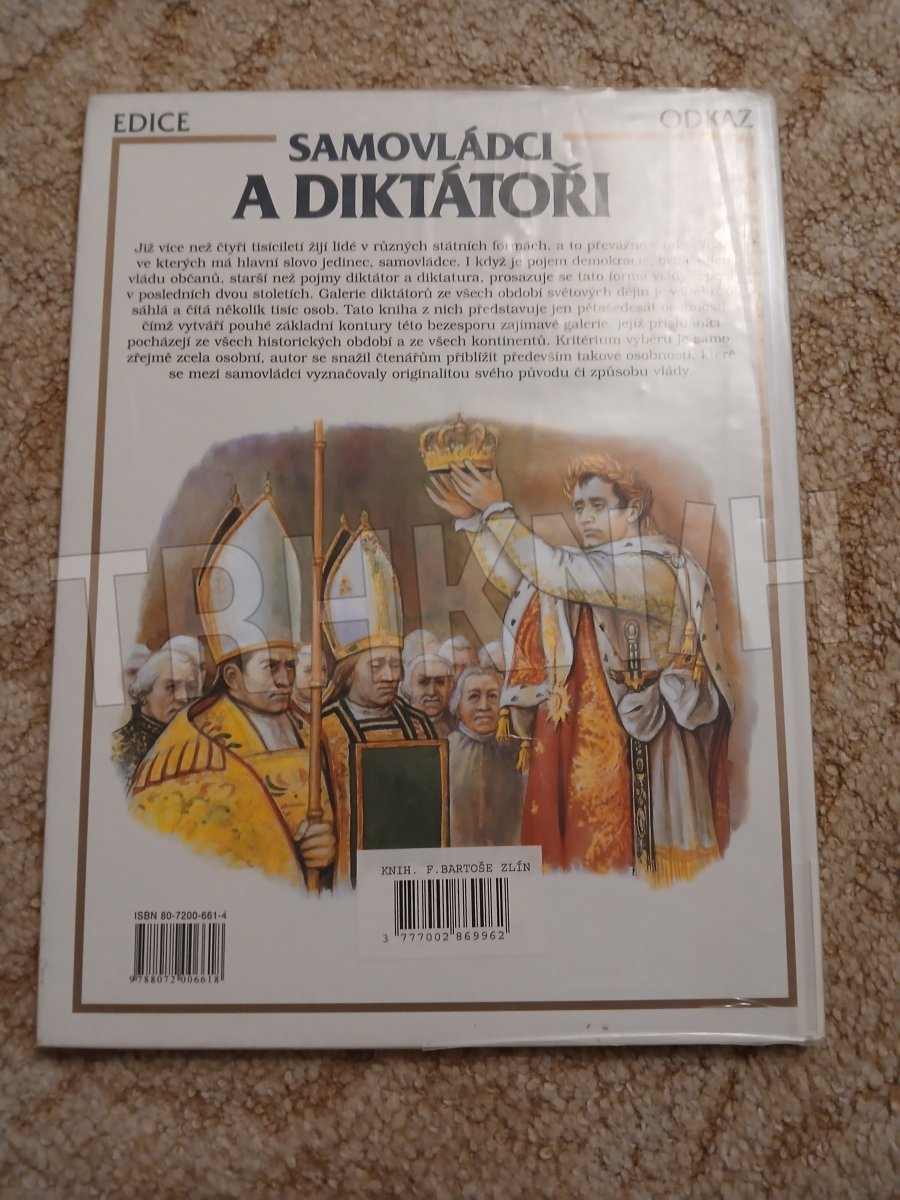 EDICE
ODKAZ
SAMOVLÁDCI
A DIKTÁTOŘI
Již více než čtyři tisíciletí žijí lidé v různých státních formách, a to převážně v
ve kterých má hlavní slovo jedinec, samovládce. I když je pojem demokracie,
vládu občanů, starší než pojmy diktátor a diktatura, prosazuje se tato forma vlády
v posledních dvou stoletích. Galerie diktátorů ze všech období světových dějin je
sáhlá a čítá několik tisíc osob. Tato kniha z nich představuje jen pětašedesát
čímž vytváří pouhé základní kontury této bezesporu zajímavé galerie, jejíž příslušníci
pocházejí ze všech historických období a ze všech kontinentů. Kritérium výběru je samo-
zřejmě zcela osobní, autor se snažil čtenářům přiblížit především takové osobnosti, které
se mezi samovládci vyznačovaly originalitou svého původu či způsobu vlády.
TRHKNIH
KNIH. F.BARTOŠE ZLÍN
3 777002 869962
ISBN 80-7200-661-4
9788072006618